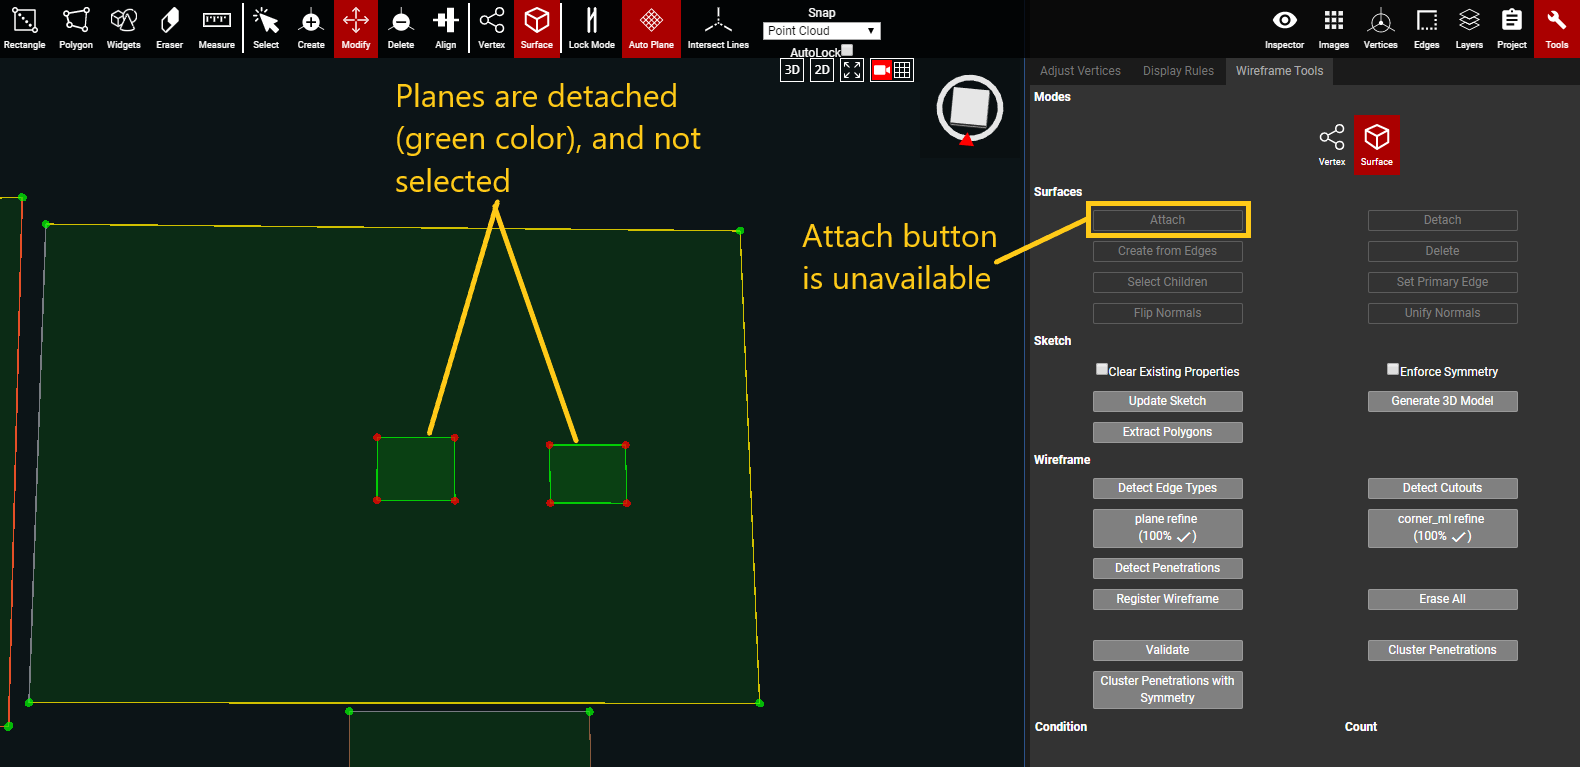 Rectangle Polygon Widgets Eraser Measure Select Create Modify Delete Align Vertex Surface Lock Mode Auto Plane Intersect Lines
Snap
Point Cloud
AutoLock
3D 2D
Inspector Images Vertices Edges Layers Project Tools
Adjust Vertices Display Rules Wireframe Tools
Planes are detached
(green color), and not
selected
Attach button
is unavailable
Modes
Vertex Surface
Surfaces
Attach Detach
Create from Edges Delete
Select Children Set Primary Edge
Flip Normals Unify Normals
Sketch
Clear Existing Properties Enforce Symmetry
Update Sketch Generate 3D Model
Extract Polygons
Wireframe
Detect Edge Types Detect Cutouts
plane refine corner_ml refine
(100% ✓) (100% ✓)
Detect Penetrations
Register Wireframe Erase All
Validate Cluster Penetrations
Cluster Penetrations with
Symmetry
Condition Count